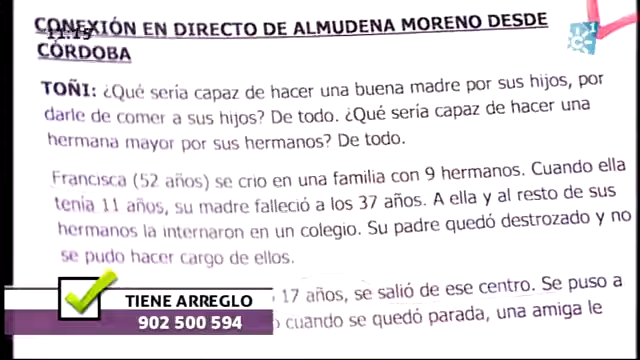 CONEXIÓN EN DIRECTO DE ALMUDENA MORENO DESDE
CÓRDOBA
11:15
1
TOÑI: ¿Qué sería capaz de hacer una buena madre por sus hijos, por
darle de comer a sus hijos? De todo. ¿Qué sería capaz de hacer una
hermana mayor por sus hermanos? De todo.
Francisca (52 años) se crio en una familia con 9 hermanos. Cuando ella
tenía 11 años, su madre falleció a los 37 años. A ella y al resto de sus
hermanos la internaron en un colegio. Su padre quedó destrozado y no
se pudo hacer cargo de ellos.
17 años, se salió de ese centro. Se puso a
cuando se quedó parada, una amiga le
TIENE ARREGLO
902 500 594